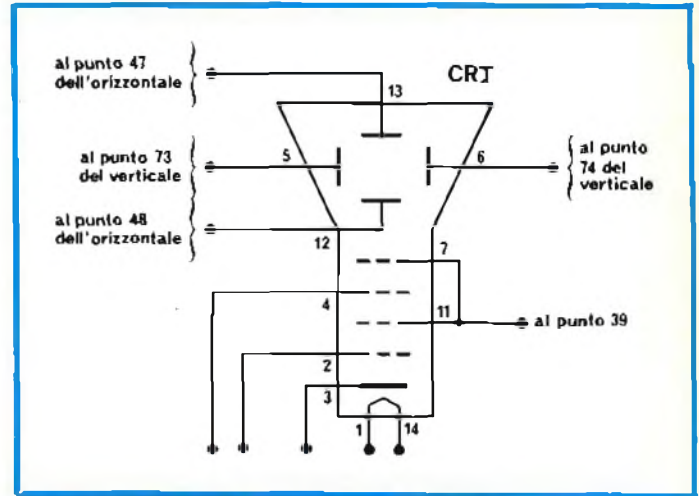 al punto 47
dell'orizzontale
CRT
13
al punto 73
del verticale
5
6
al punto
74 del
verticale
al punto 48
dell'orizzontale
12
7
4
11
al punto 39
2
3
1
14